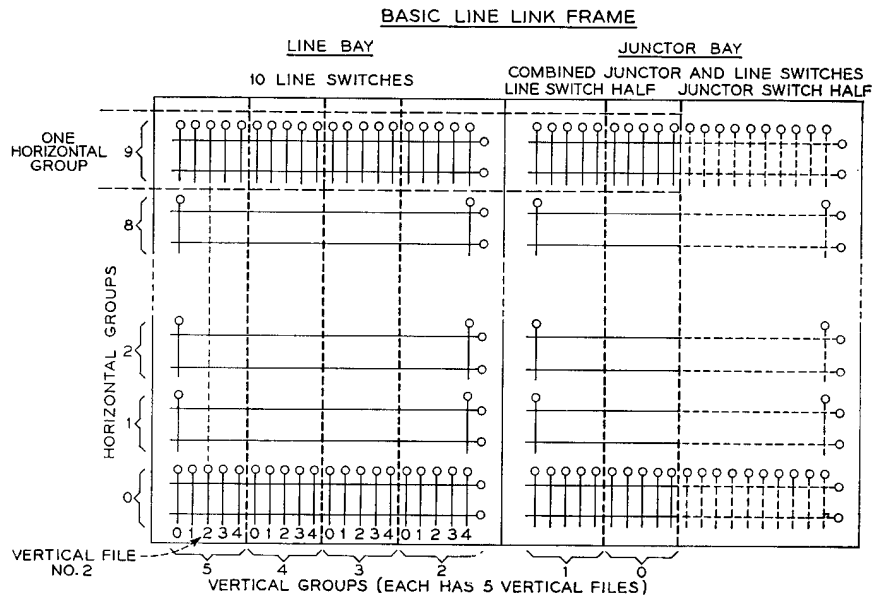 BASIC LINE LINK FRAME
LINE BAY
JUNCTOR BAY
10 LINE SWITCHES
COMBINED JUNCTOR AND LINE SWITCHES
LINE SWITCH HALF JUNCTOR SWITCH HALF
ONE
HORIZONTAL
GROUP
9
8
HORIZONTAL GROUPS
2
1
0
0 1 2 3 4 0 1 2 3 4 0 1 2 3 4 0 1 2 3 4
VERTICAL FILE
NO. 2
5 4 3 2 1 0
VERTICAL GROUPS (EACH HAS 5 VERTICAL FILES)